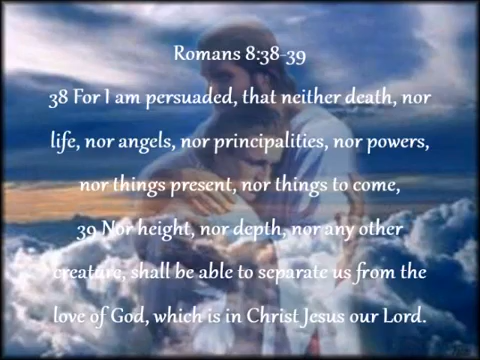 Romans 8:38-39
38 For I am persuaded, that neither death, nor
life, nor angels, nor principalities, nor powers,
nor things present, nor things to come,
39 Nor height, nor depth, nor any other
creature, shall be able to separate us from the
love of God, which is in Christ Jesus our Lord.